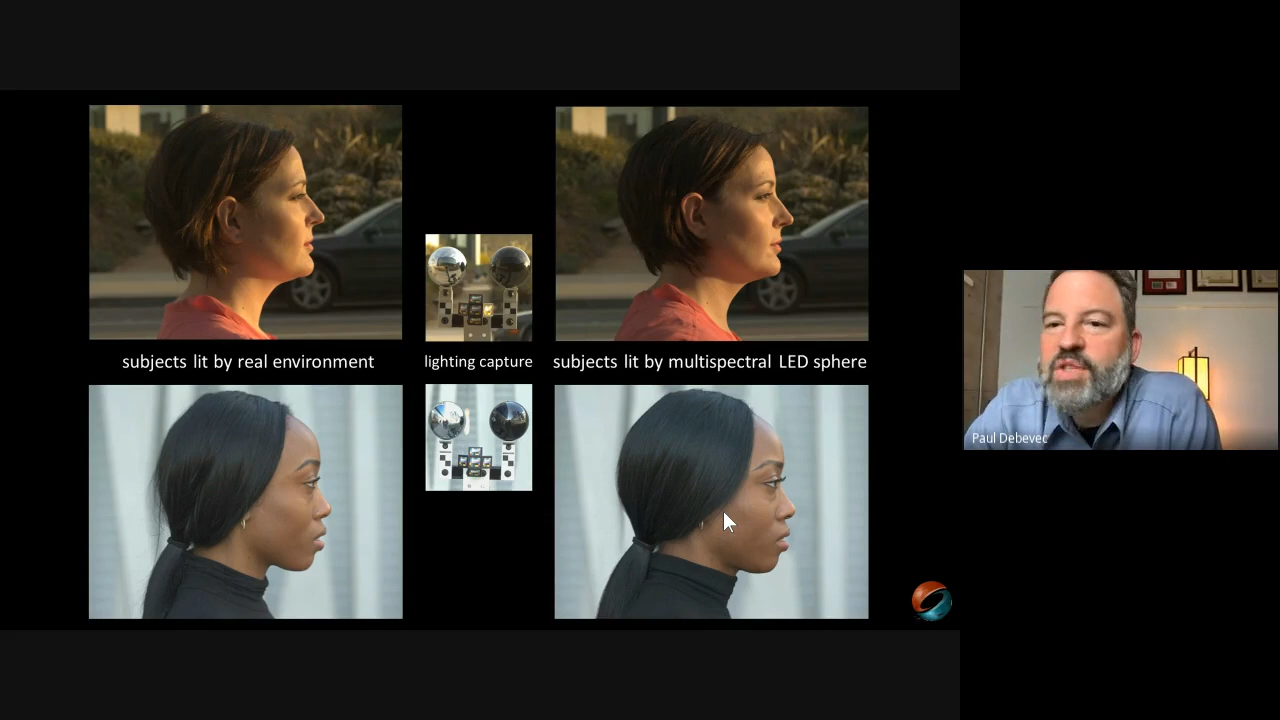 subjects lit by real environment
lighting capture
subjects lit by multispectral LED sphere
Paul Debevec